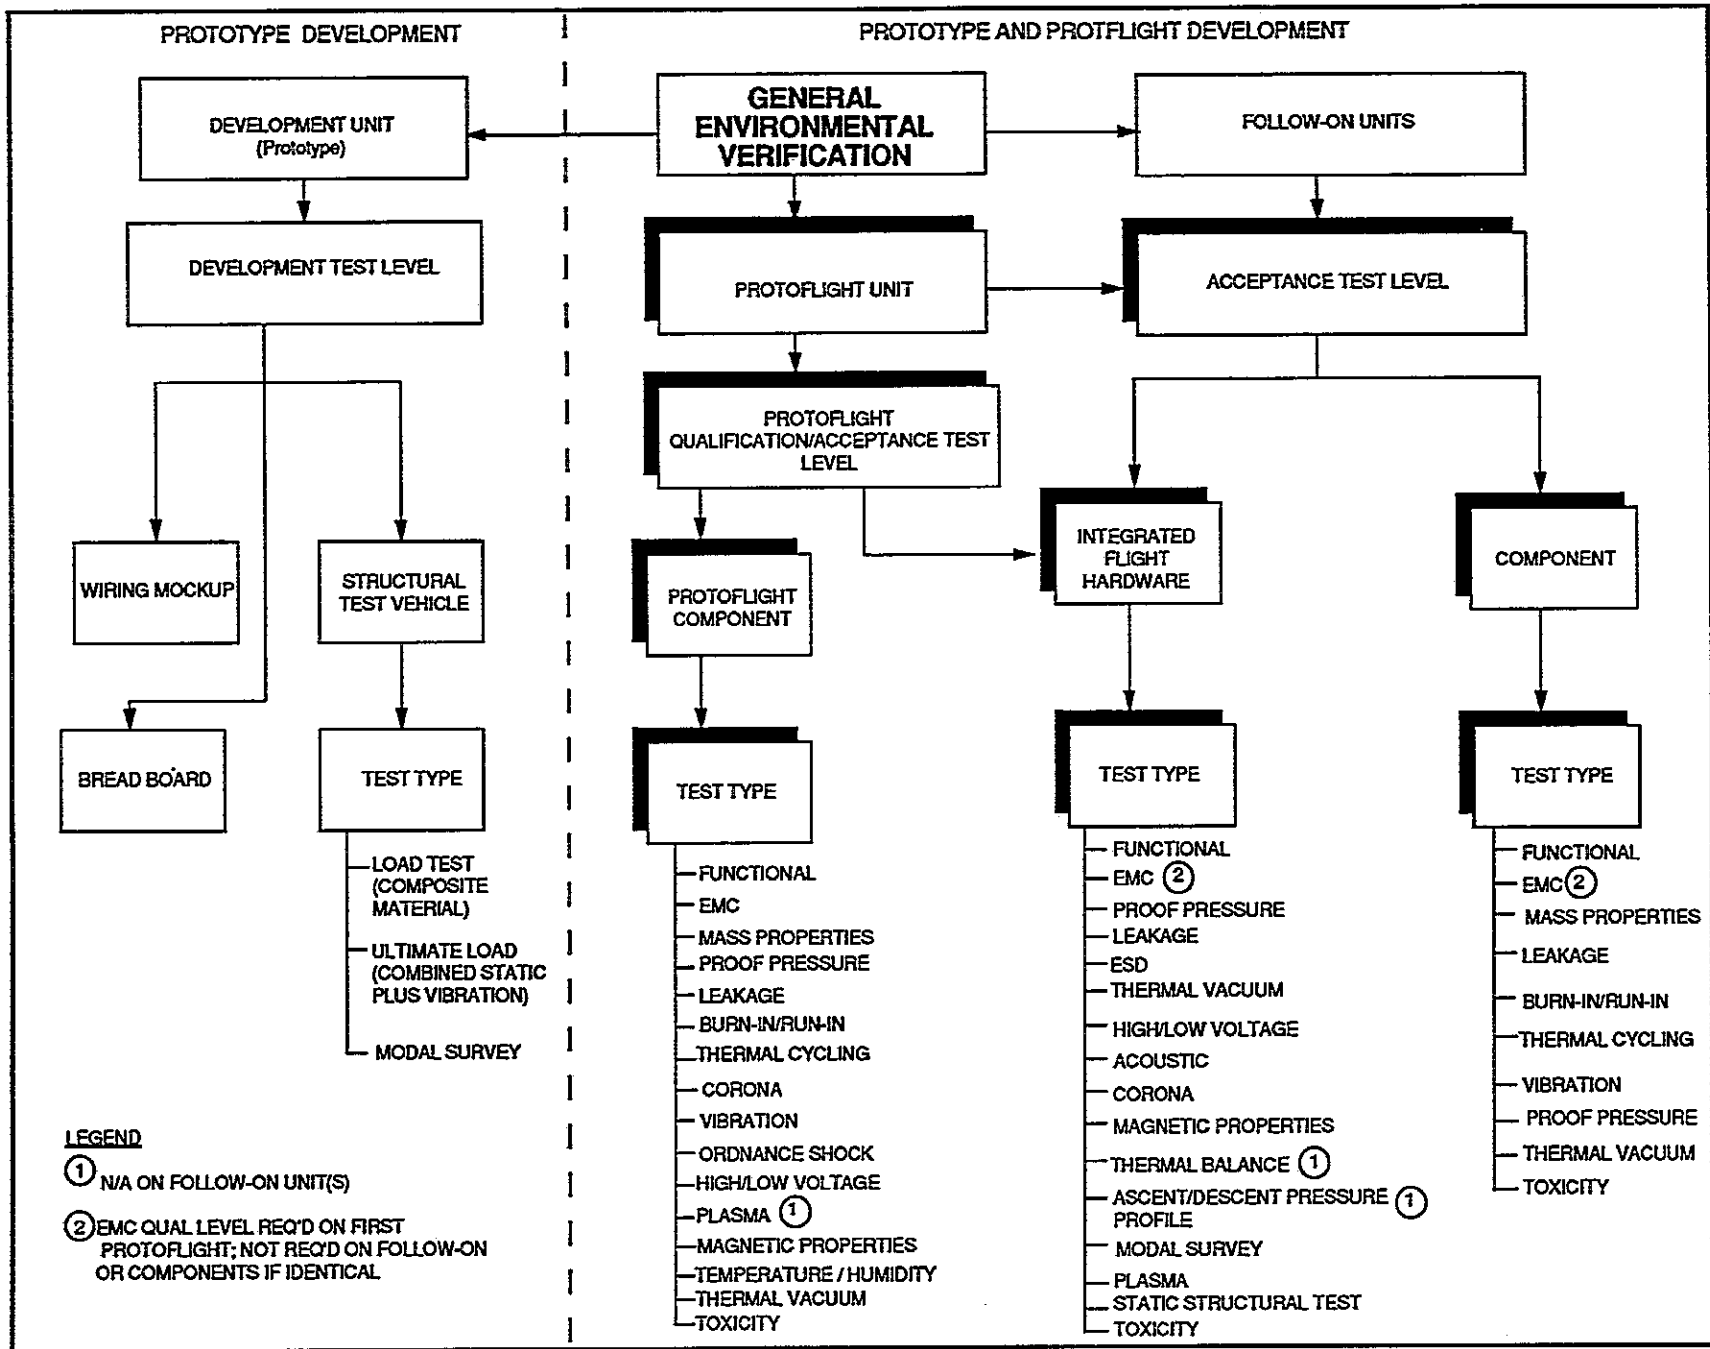 PROTOTYPE DEVELOPMENT
PROTOTYPE AND PROTFLIGHT DEVELOPMENT
DEVELOPMENT UNIT
(Prototype)
GENERAL
ENVIRONMENTAL
VERIFICATION
FOLLOW-ON UNITS
DEVELOPMENT TEST LEVEL
PROTOFLIGHT UNIT
ACCEPTANCE TEST LEVEL
PROTOFLIGHT
QUALIFICATION/ACCEPTANCE TEST
LEVEL
WIRING MOCKUP
STRUCTURAL
TEST VEHICLE
PROTOFLIGHT
COMPONENT
INTEGRATED
FLIGHT
HARDWARE
COMPONENT
BREAD BOARD
TEST TYPE
LOAD TEST
(COMPOSITE
MATERIAL)
ULTIMATE LOAD
(COMBINED STATIC
PLUS VIBRATION)
MODAL SURVEY
TEST TYPE
FUNCTIONAL
EMC
MASS PROPERTIES
PROOF PRESSURE
LEAKAGE
BURN-IN/RUN-IN
THERMAL CYCLING
CORONA
VIBRATION
ORDNANCE SHOCK
HIGH/LOW VOLTAGE
PLASMA 1
MAGNETIC PROPERTIES
TEMPERATURE / HUMIDITY
THERMAL VACUUM
TOXICITY
TEST TYPE
FUNCTIONAL
EMC 2
PROOF PRESSURE
LEAKAGE
ESD
THERMAL VACUUM
HIGH/LOW VOLTAGE
ACOUSTIC
CORONA
MAGNETIC PROPERTIES
THERMAL BALANCE 1
ASCENT/DESCENT PRESSURE 1
PROFILE
MODAL SURVEY
PLASMA
STATIC STRUCTURAL TEST
TOXICITY
TEST TYPE
FUNCTIONAL
EMC 2
MASS PROPERTIES
LEAKAGE
BURN-IN/RUN-IN
THERMAL CYCLING
VIBRATION
PROOF PRESSURE
THERMAL VACUUM
TOXICITY
LEGEND
1 N/A ON FOLLOW-ON UNIT(S)
2 EMC QUAL LEVEL REQ'D ON FIRST
PROTOFLIGHT; NOT REQ'D ON FOLLOW-ON
OR COMPONENTS IF IDENTICAL